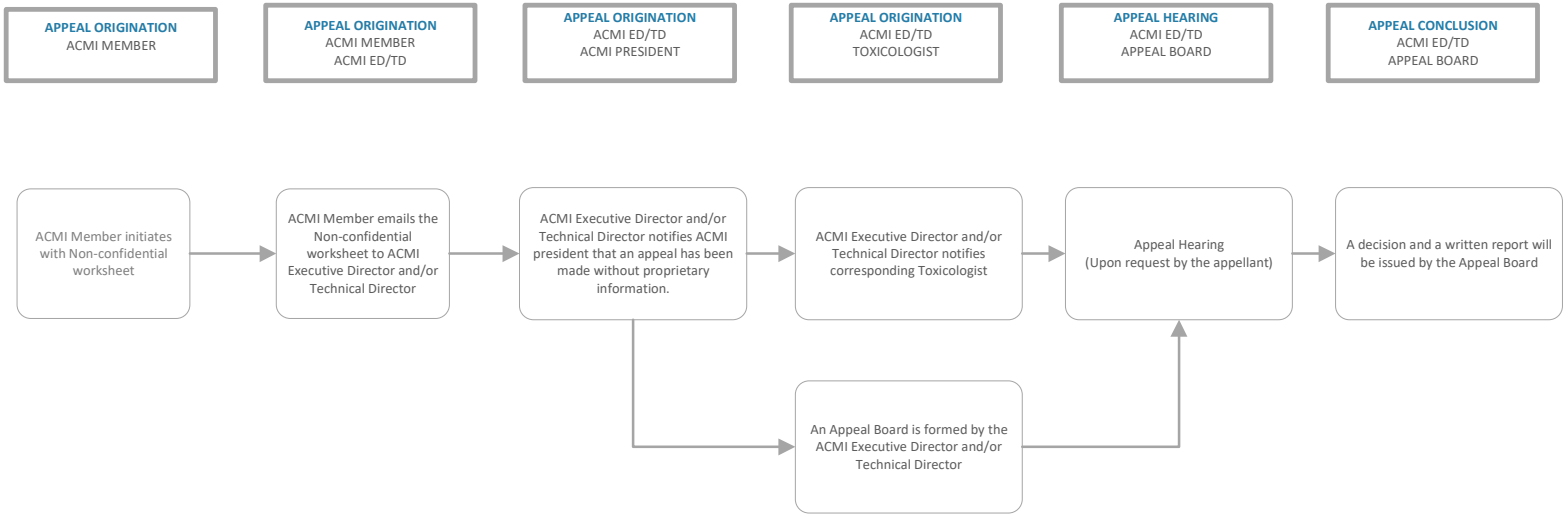 APPEAL ORIGINATION
ACMI MEMBER
APPEAL ORIGINATION
ACMI MEMBER
ACMI ED/TD
APPEAL ORIGINATION
ACMI ED/TD
ACMI PRESIDENT
APPEAL ORIGINATION
ACMI ED/TD
TOXICOLOGIST
APPEAL HEARING
ACMI ED/TD
APPEAL BOARD
APPEAL CONCLUSION
ACMI ED/TD
APPEAL BOARD
ACMI Member initiates
with Non-confidential
worksheet
ACMI Member emails the
Non-confidential
worksheet to ACMI
Executive Director and/or
Technical Director
ACMI Executive Director and/or
Technical Director notifies ACMI
president that an appeal has been
made without proprietary
information.
ACMI Executive Director and/or
Technical Director notifies
corresponding Toxicologist
Appeal Hearing
(Upon request by the appellant)
A decision and a written report will
be issued by the Appeal Board
An Appeal Board is formed by the
ACMI Executive Director and/or
Technical Director